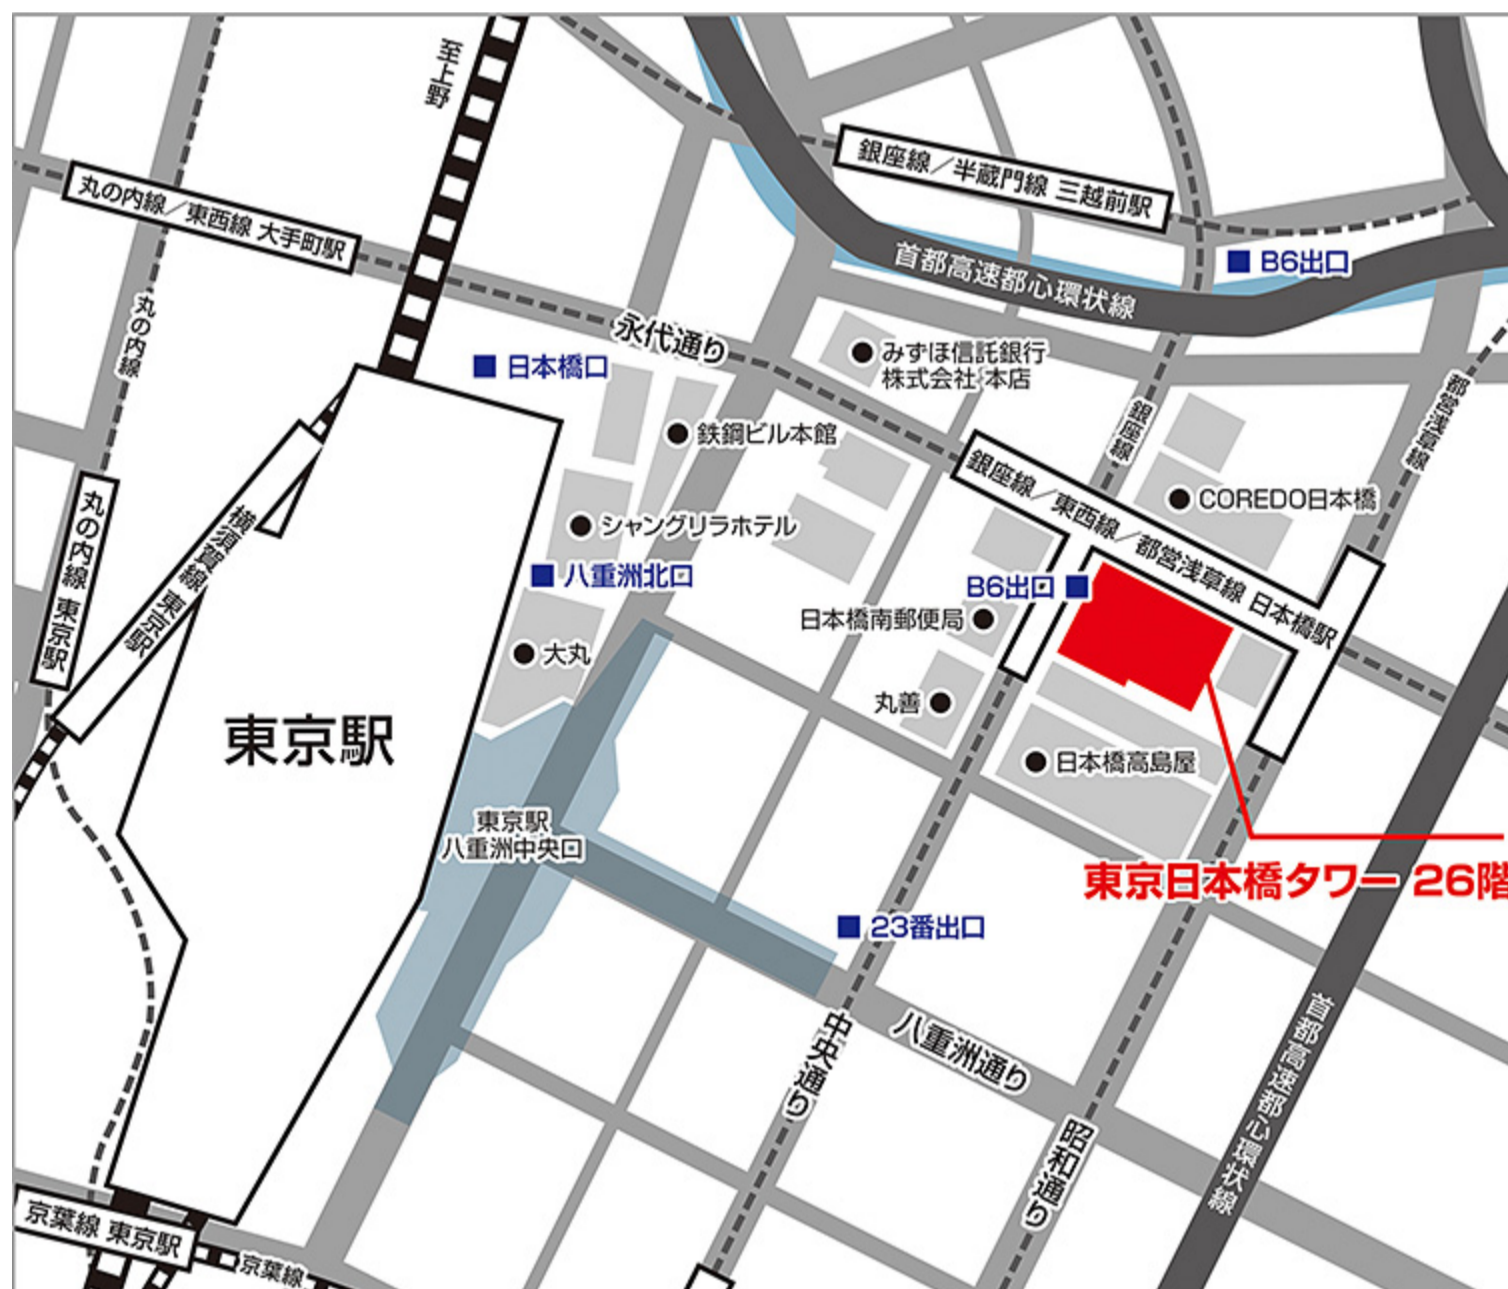 至上野
銀座線／半蔵門線 三越前駅
丸の内線／東西線 大手町駅
首都高速都心環状線
B6出口
丸の内線
永代通り
みずほ信託銀行
株式会社 本店
日本橋口
銀座線
都営浅草線
鉄鋼ビル本館
銀座線／東西線／都営浅草線 日本橋駅
COREDO日本橋
丸の内線 東京駅
横須賀線 東京駅
シャングリラホテル
八重洲北口
B6出口
日本橋南郵便局
大丸
丸善
東京駅
日本橋高島屋
東京駅
八重洲中央口
東京日本橋タワー 26階
23番出口
中央通り
八重洲通り
首都高速都心環状線
昭和通り
京葉線 東京駅
京葉線